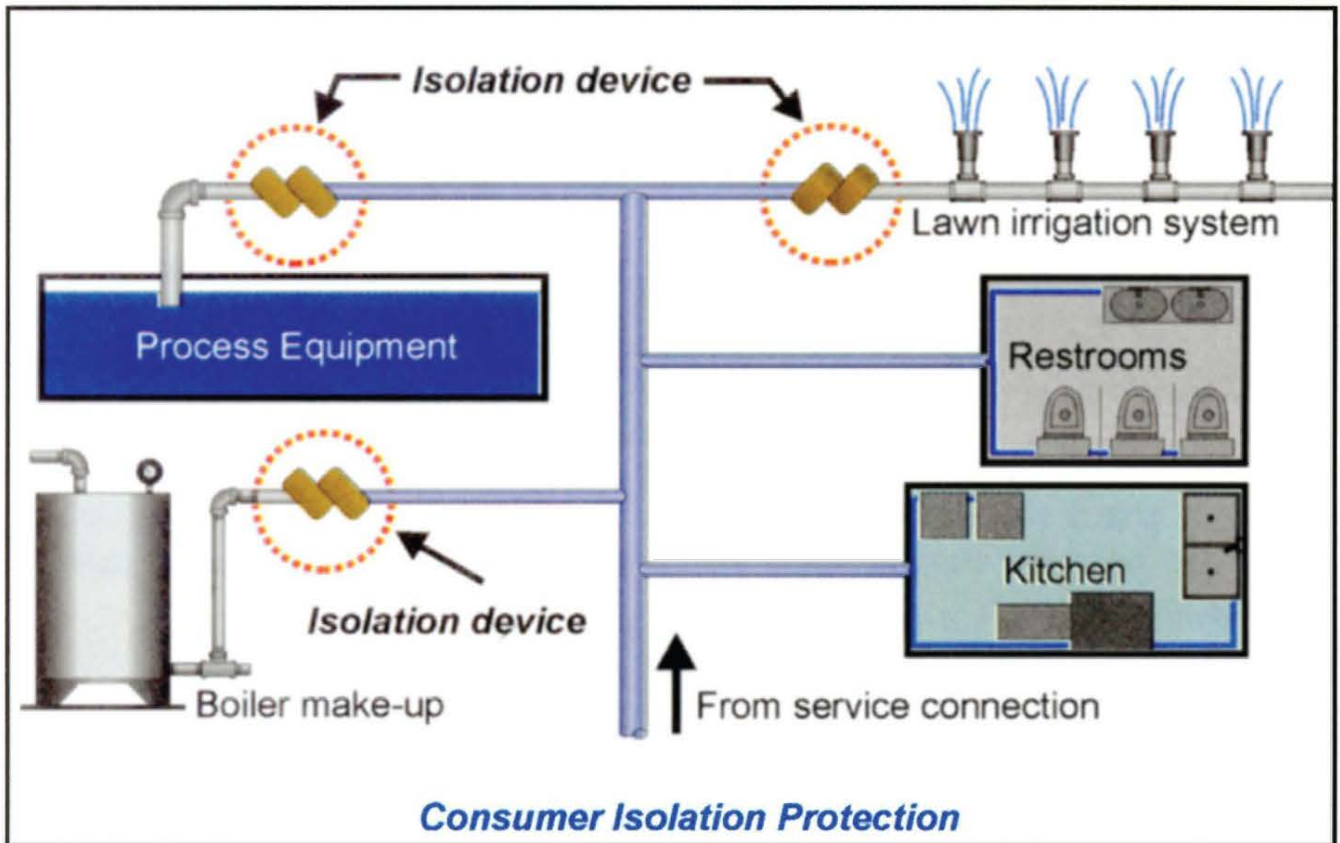 Isolation device
Lawn irrigation system
Process Equipment
Restrooms
Kitchen
Isolation device
Boiler make-up
From service connection
Consumer Isolation Protection